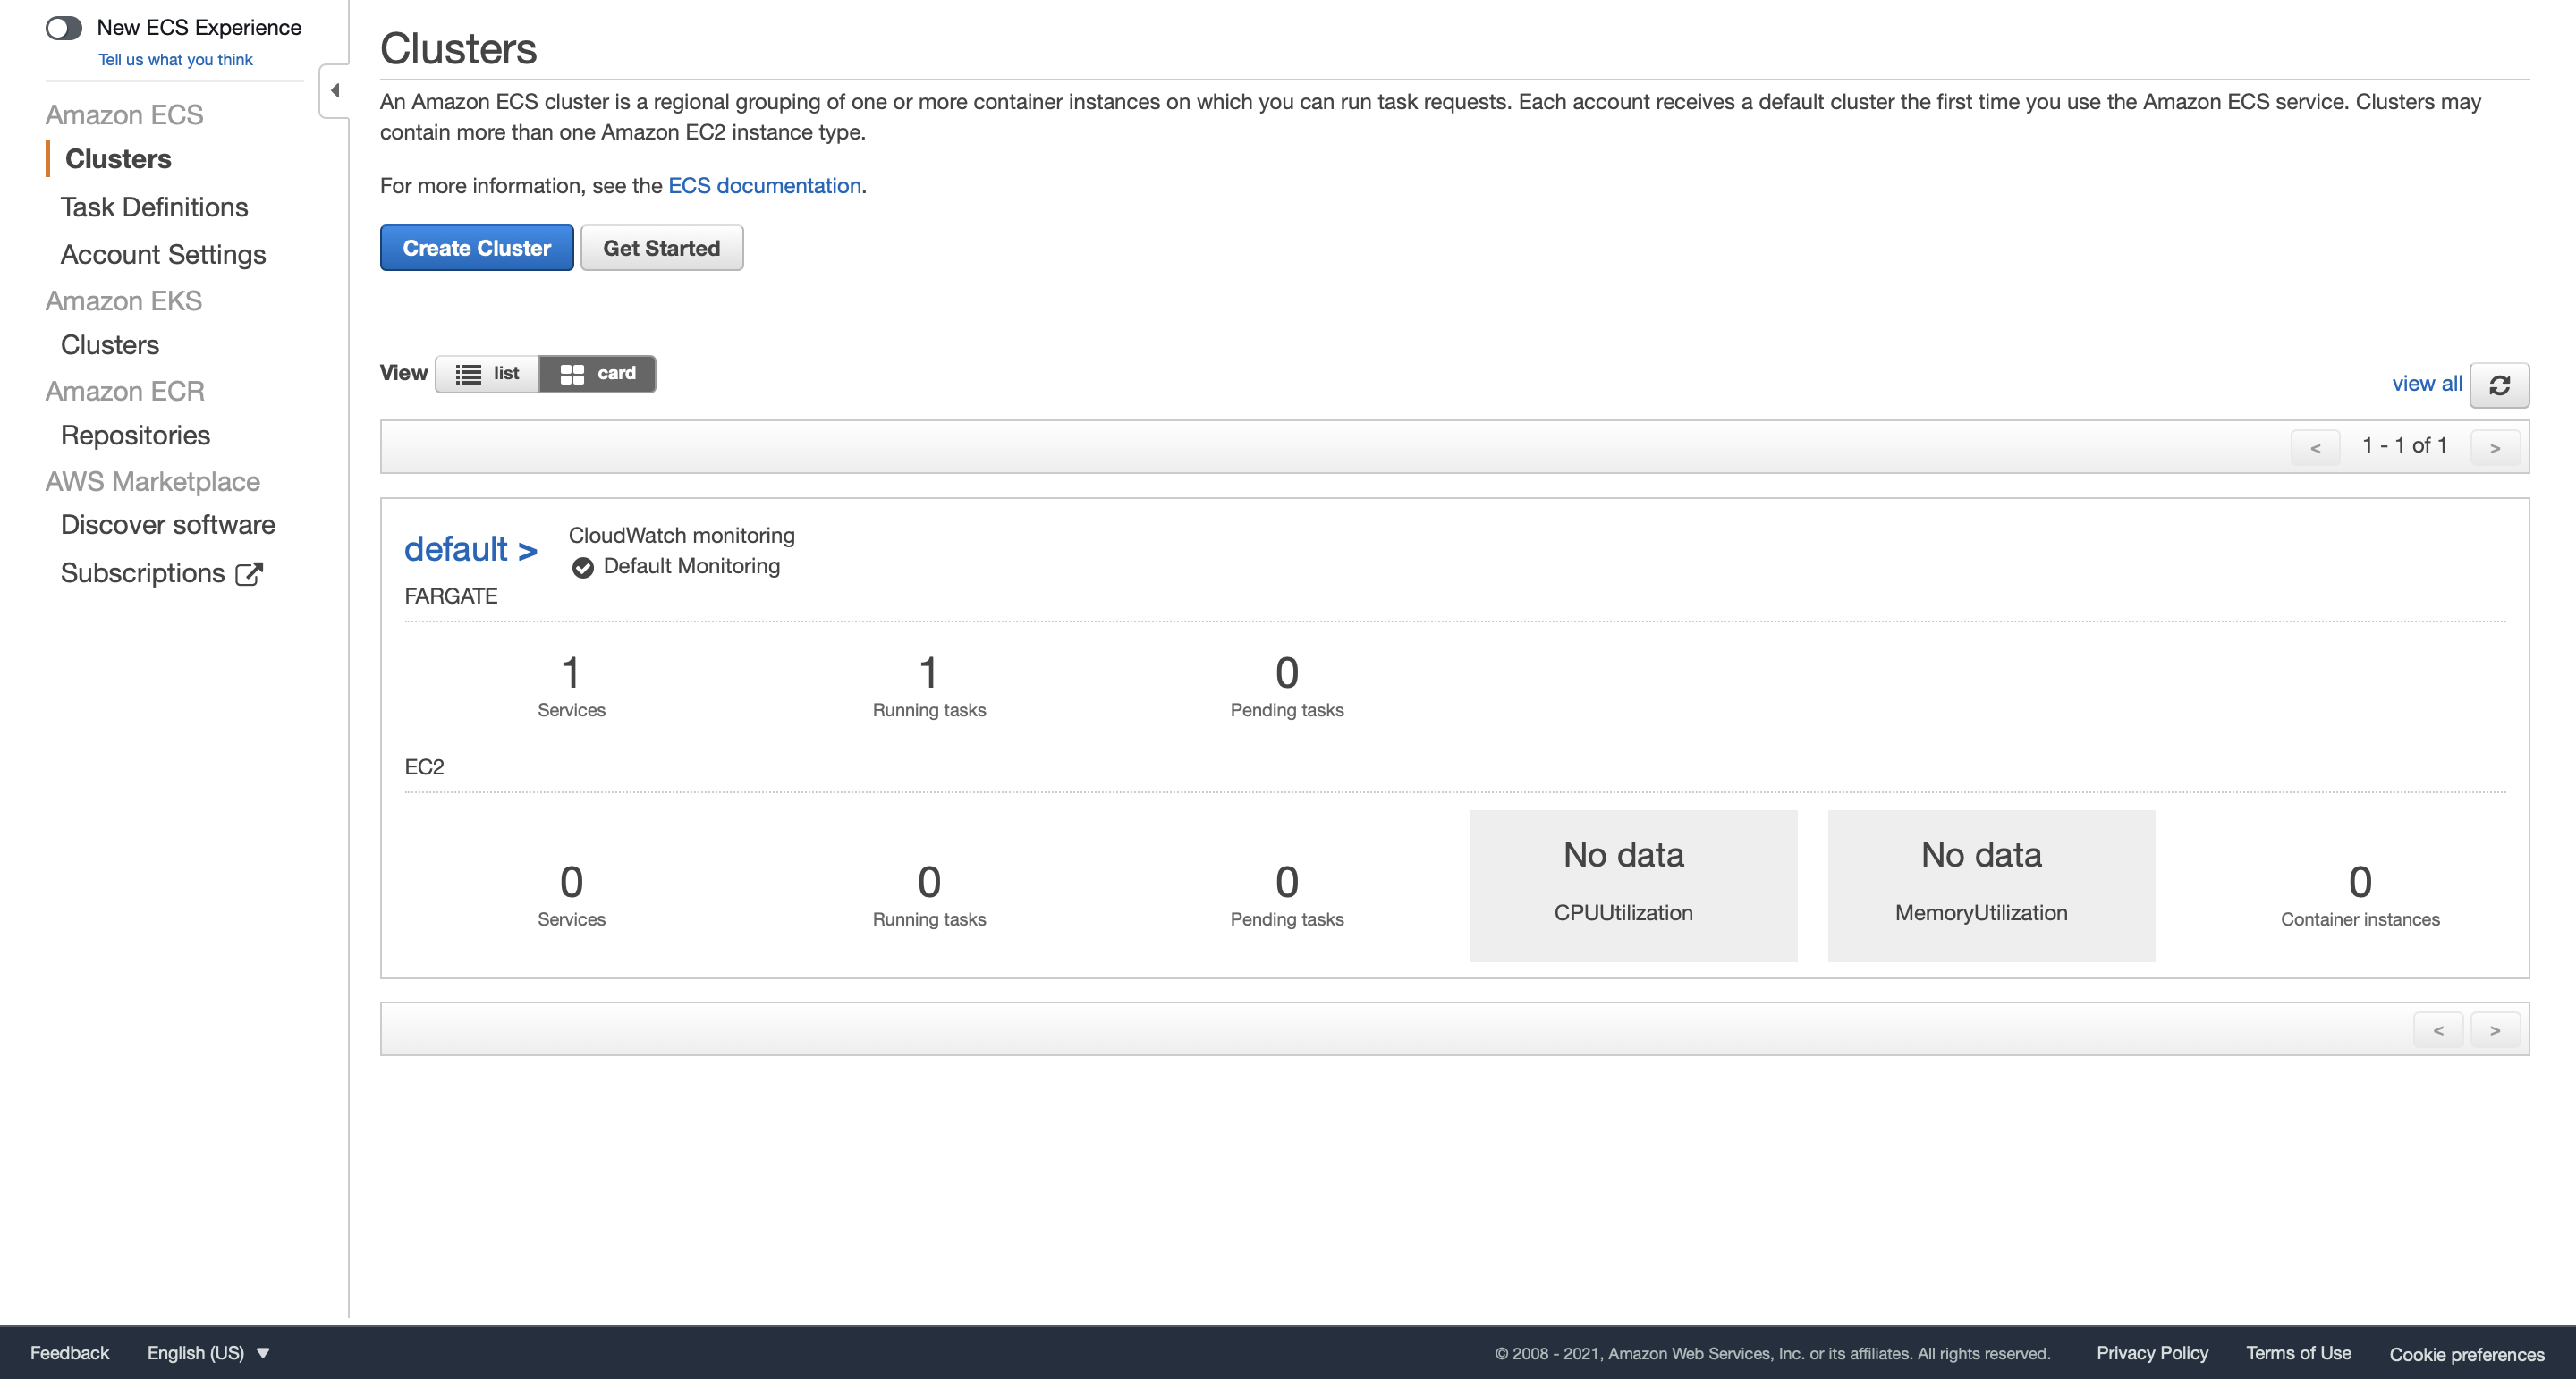 New ECS Experience
Tell us what you think
Amazon ECS
Clusters
Task Definitions
Account Settings
Amazon EKS
Clusters
Amazon ECR
Repositories
AWS Marketplace
Discover software
Subscriptions
Clusters
An Amazon ECS cluster is a regional grouping of one or more container instances on which you can run task requests. Each account receives a default cluster the first time you use the Amazon ECS service. Clusters may
contain more than one Amazon EC2 instance type.
For more information, see the ECS documentation.
Create Cluster Get Started
View list card
view all
< 1 - 1 of 1 >
default > CloudWatch monitoring
Default Monitoring
FARGATE
1 1 0
Services Running tasks Pending tasks
EC2
0 0 0 No data No data 0
Services Running tasks Pending tasks CPUUtilization MemoryUtilization Container instances
< >
Feedback English (US) © 2008 - 2021, Amazon Web Services, Inc. or its affiliates. All rights reserved. Privacy Policy Terms of Use Cookie preferences